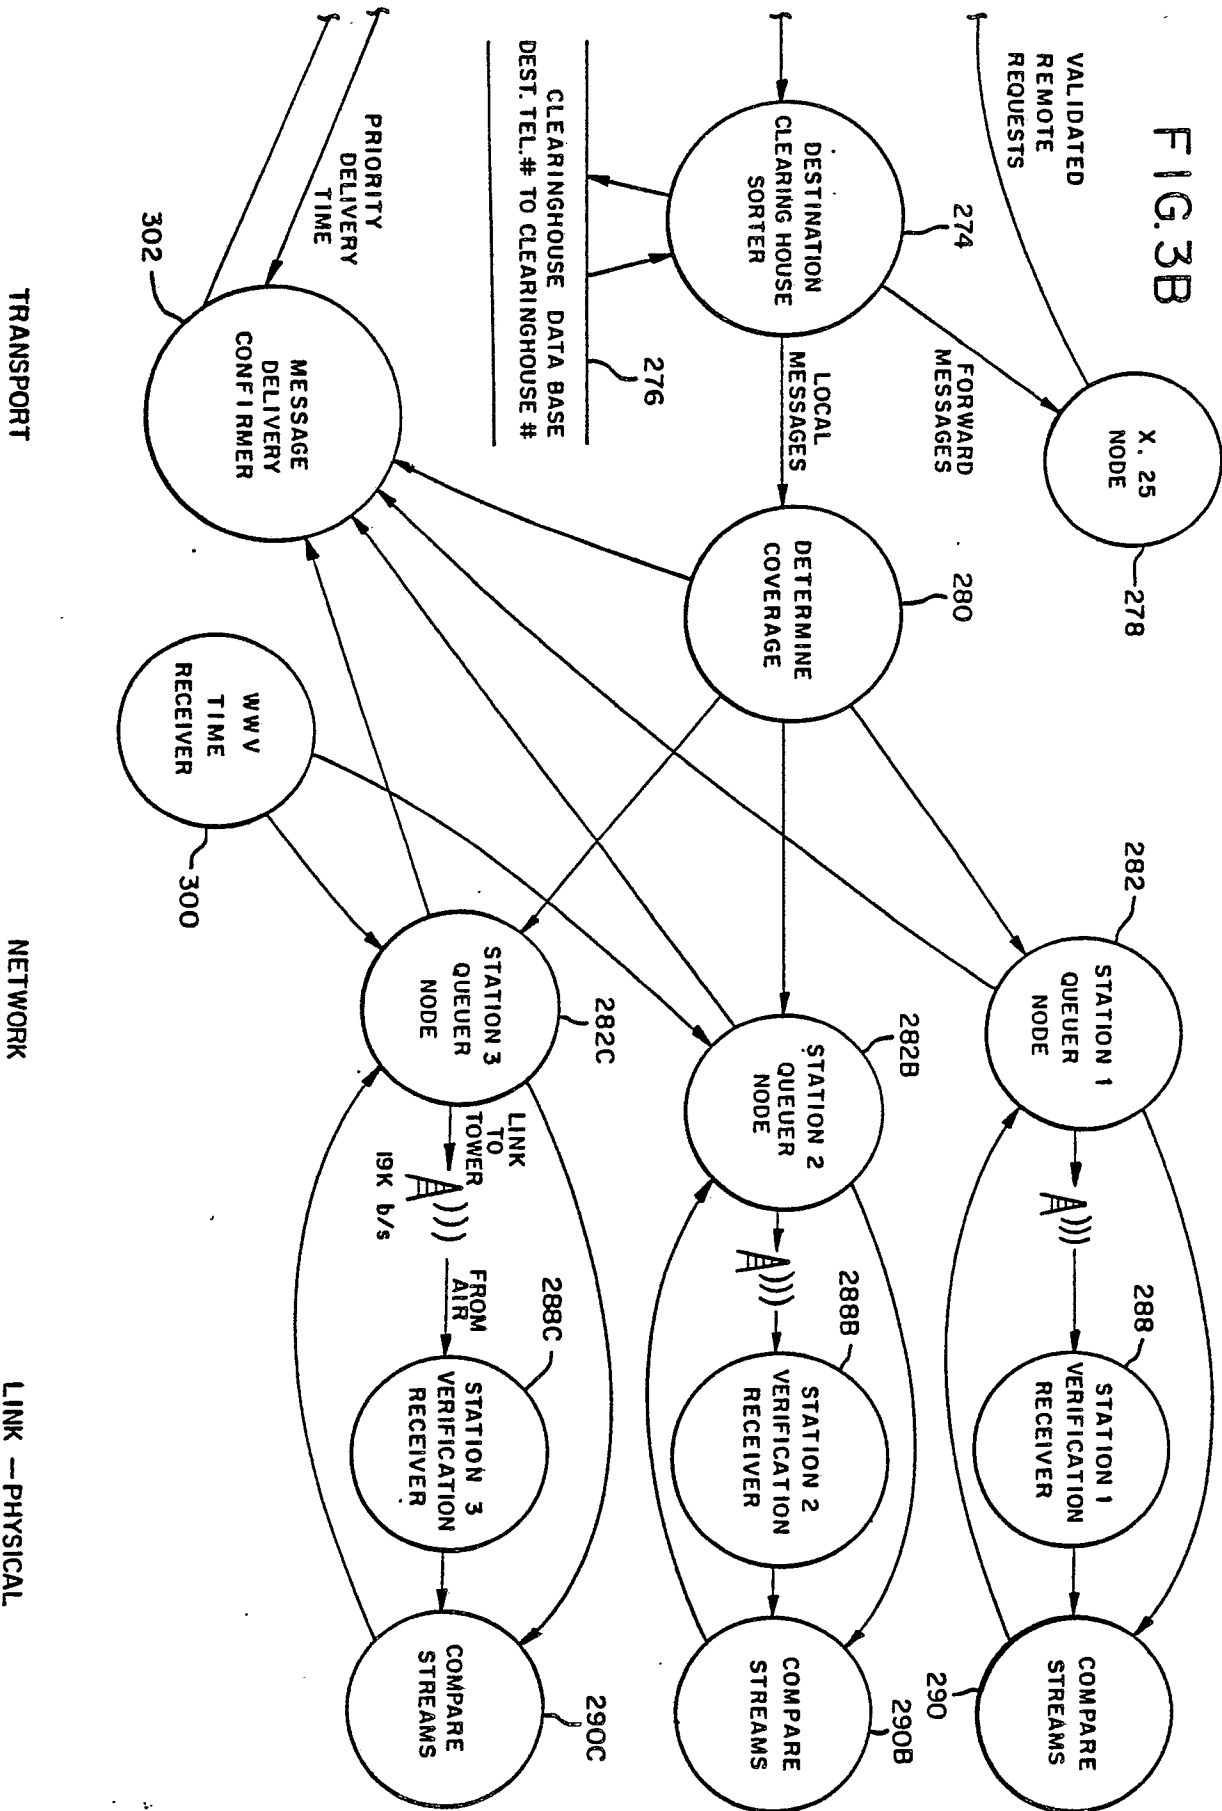 FIG.3B
VALIDATED
REMOTE
REQUESTS
X. 25
NODE
278
274
DESTINATION
CLEARING HOUSE
SORTER
FORWARD
MESSAGES
LOCAL
MESSAGES
CLEARINGHOUSE DATA BASE
DEST. TEL.# TO CLEARINGHOUSE #
276
280
DETERMINE
COVERAGE
PRIORITY
DELIVERY
TIME
302
MESSAGE
DELIVERY
CONFIRMER
WWV
TIME
RECEIVER
300
282
STATION 1
QUEUER
NODE
288
STATION 1
VERIFICATION
RECEIVER
290
COMPARE
STREAMS
282B
STATION 2
QUEUER
NODE
288B
STATION 2
VERIFICATION
RECEIVER
290B
COMPARE
STREAMS
282C
STATION 3
QUEUER
NODE
LINK
TO
TOWER
19K b/s
FROM
AIR
288C
STATION 3
VERIFICATION
RECEIVER
290C
COMPARE
STREAMS
TRANSPORT
NETWORK
LINK — PHYSICAL